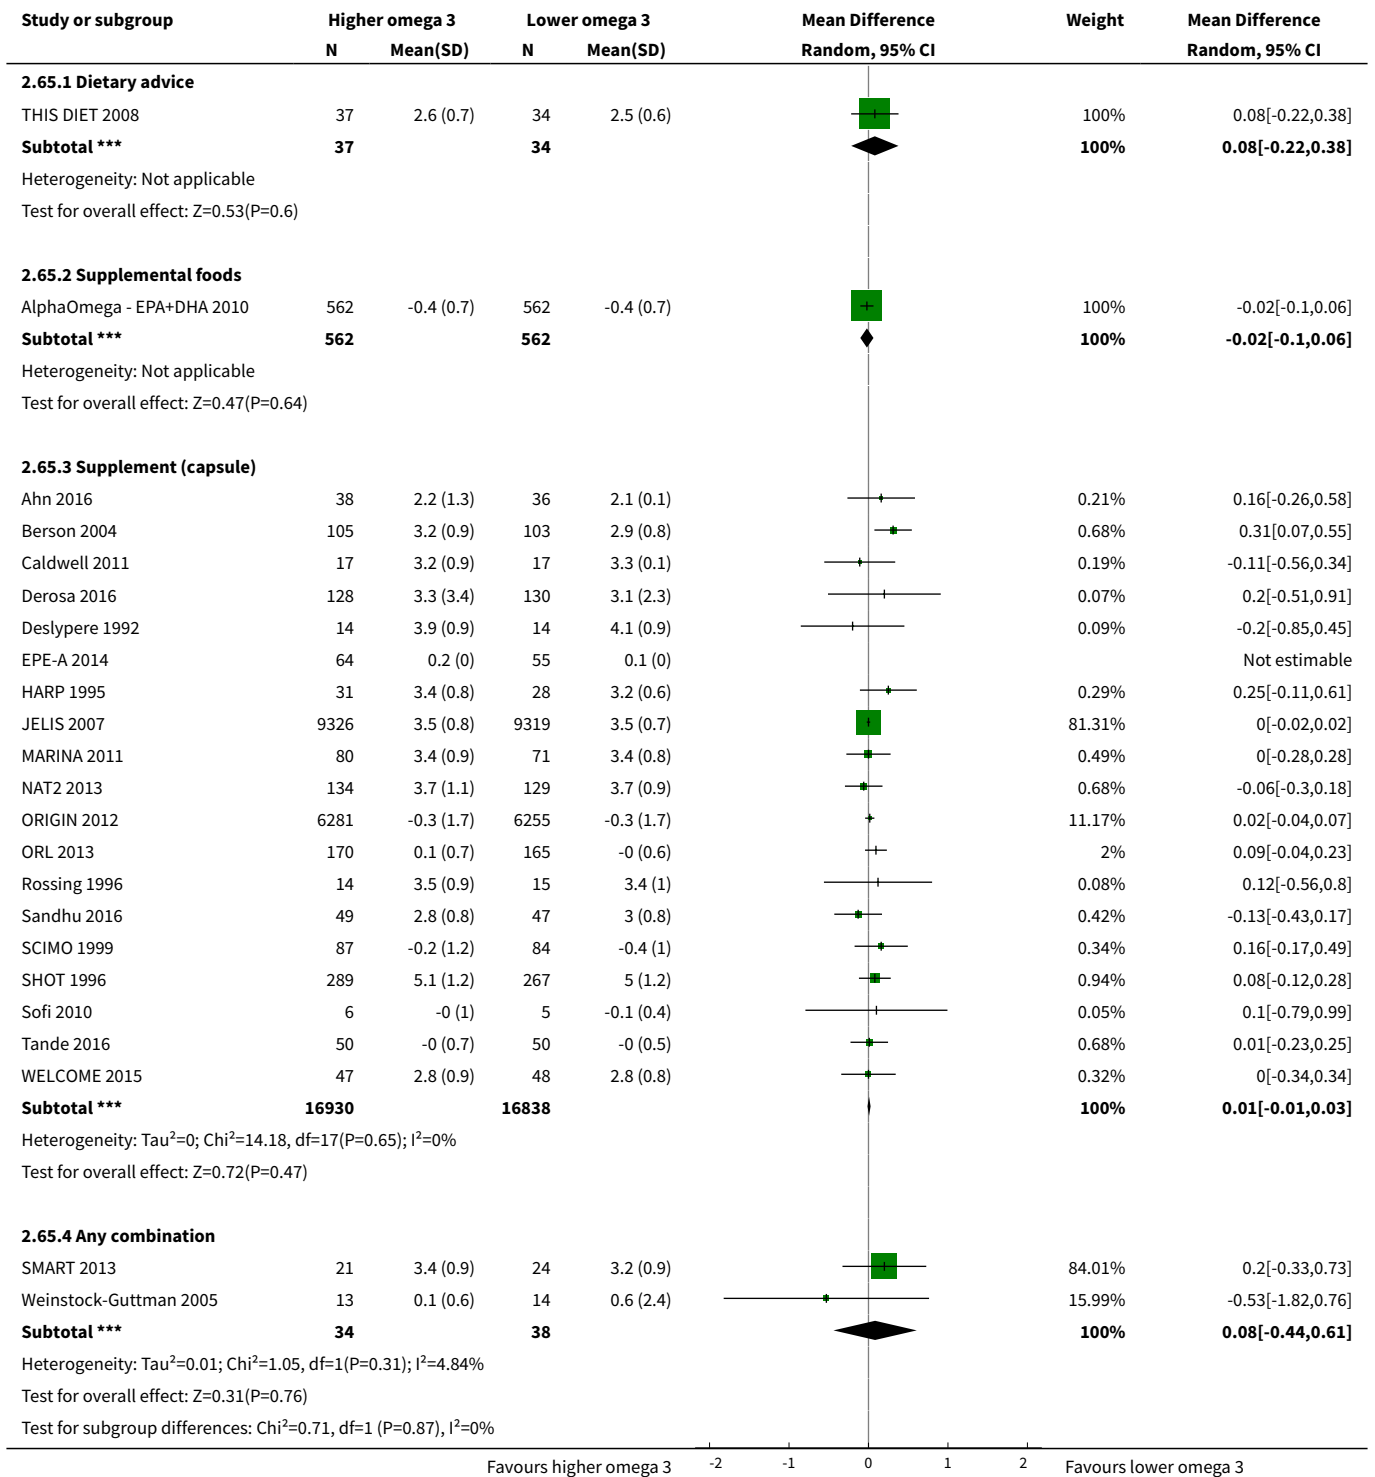 Study or subgroup Higher omega 3 Lower omega 3 Mean Difference Weight Mean Difference
N Mean(SD) N Mean(SD) Random, 95% CI Random, 95% CI
2.65.1 Dietary advice
THIS DIET 2008 37 2.6 (0.7) 34 2.5 (0.6) 100% 0.08[-0.22,0.38]
Subtotal *** 37 34 100% 0.08[-0.22,0.38]
Heterogeneity: Not applicable
Test for overall effect: Z=0.53(P=0.6)
2.65.2 Supplemental foods
AlphaOmega - EPA+DHA 2010 562 -0.4 (0.7) 562 -0.4 (0.7) 100% -0.02[-0.1,0.06]
Subtotal *** 562 562 100% -0.02[-0.1,0.06]
Heterogeneity: Not applicable
Test for overall effect: Z=0.47(P=0.64)
2.65.3 Supplement (capsule)
Ahn 2016 38 2.2 (1.3) 36 2.1 (0.1) 0.21% 0.16[-0.26,0.58]
Berson 2004 105 3.2 (0.9) 103 2.9 (0.8) 0.68% 0.31[0.07,0.55]
Caldwell 2011 17 3.2 (0.9) 17 3.3 (0.1) 0.19% -0.11[-0.56,0.34]
Derosa 2016 128 3.3 (3.4) 130 3.1 (2.3) 0.07% 0.2[-0.51,0.91]
Deslypere 1992 14 3.9 (0.9) 14 4.1 (0.9) 0.09% -0.2[-0.85,0.45]
EPE-A 2014 64 0.2 (0) 55 0.1 (0) Not estimable
HARP 1995 31 3.4 (0.8) 28 3.2 (0.6) 0.29% 0.25[-0.11,0.61]
JELIS 2007 9326 3.5 (0.8) 9319 3.5 (0.7) 81.31% 0[-0.02,0.02]
MARINA 2011 80 3.4 (0.9) 71 3.4 (0.8) 0.49% 0[-0.28,0.28]
NAT2 2013 134 3.7 (1.1) 129 3.7 (0.9) 0.68% -0.06[-0.3,0.18]
ORIGIN 2012 6281 -0.3 (1.7) 6255 -0.3 (1.7) 11.17% 0.02[-0.04,0.07]
ORL 2013 170 0.1 (0.7) 165 -0 (0.6) 2% 0.09[-0.04,0.23]
Rossing 1996 14 3.5 (0.9) 15 3.4 (1) 0.08% 0.12[-0.56,0.8]
Sandhu 2016 49 2.8 (0.8) 47 3 (0.8) 0.42% -0.13[-0.43,0.17]
SCIMO 1999 87 -0.2 (1.2) 84 -0.4 (1) 0.34% 0.16[-0.17,0.49]
SHOT 1996 289 5.1 (1.2) 267 5 (1.2) 0.94% 0.08[-0.12,0.28]
Sofi 2010 6 -0 (1) 5 -0.1 (0.4) 0.05% 0.1[-0.79,0.99]
Tande 2016 50 -0 (0.7) 50 -0 (0.5) 0.68% 0.01[-0.23,0.25]
WELCOME 2015 47 2.8 (0.9) 48 2.8 (0.8) 0.32% 0[-0.34,0.34]
Subtotal *** 16930 16838 100% 0.01[-0.01,0.03]
Heterogeneity: Tau²=0; Chi²=14.18, df=17(P=0.65); I²=0%
Test for overall effect: Z=0.72(P=0.47)
2.65.4 Any combination
SMART 2013 21 3.4 (0.9) 24 3.2 (0.9) 84.01% 0.2[-0.33,0.73]
Weinstock-Guttman 2005 13 0.1 (0.6) 14 0.6 (2.4) 15.99% -0.53[-1.82,0.76]
Subtotal *** 34 38 100% 0.08[-0.44,0.61]
Heterogeneity: Tau²=0.01; Chi²=1.05, df=1(P=0.31); I²=4.84%
Test for overall effect: Z=0.31(P=0.76)
Test for subgroup differences: Chi²=0.71, df=1 (P=0.87), I²=0%
Favours higher omega 3 -2 -1 0 1 2 Favours lower omega 3